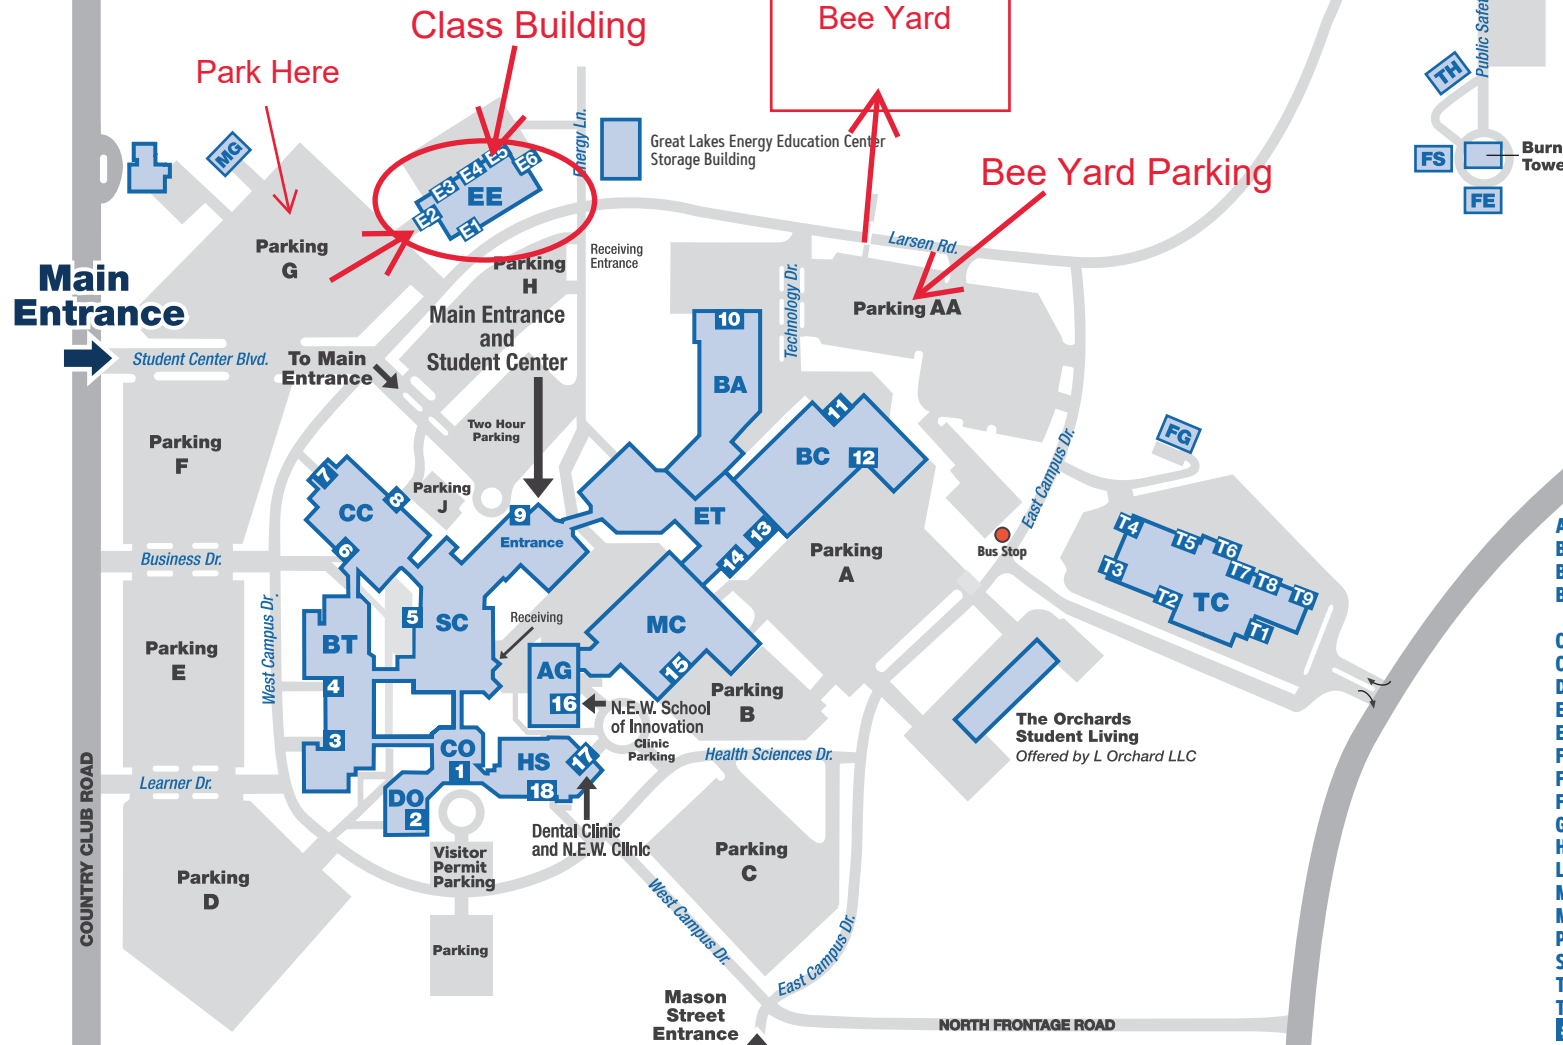 Class Building
Bee Yard
Park Here
Public Safe
TH
Energy Ln.
Great Lakes Energy Education Center
Storage Building
MG
E5
E4
E6
E3
EE
E2
E1
FS
Burn
Towe
FE
Bee Yard Parking
Larsen Rd.
Parking
G
Receiving
Entrance
Parking
H
Main
Entrance
Technology Dr.
Parking AA
Main Entrance
and
Student Center
10
Student Center Blvd.
To Main
Entrance
BA
11
Two Hour
Parking
Parking
F
BC
12
FG
East Campus Dr.
7
8
Parking
J
CC
9
ET
13
Entrance
6
14
Bus Stop
Parking
A
T4
T5
T6
T3
T7
T8
T9
T2
TC
T1
Business Dr.
West Campus Dr.
5
SC
Receiving
MC
BT
Parking
E
AG
15
4
16
N.E.W. School
of Innovation
Parking
B
Clinic
Parking
The Orchards
Student Living
Offered by L Orchard LLC
3
CO
1
HS
17
18
Health Sciences Dr.
Learner Dr.
DO
2
Dental Clinic
and N.E.W. Clinic
Visitor
Permit
Parking
Parking
C
Parking
D
COUNTRY CLUB ROAD
West Campus Dr.
East Campus Dr.
Parking
Mason
Street
Entrance
NORTH FRONTAGE ROAD
A
B
B
B
C
C
D
E
E
F
F
F
G
H
L
M
M
P
S
T
T